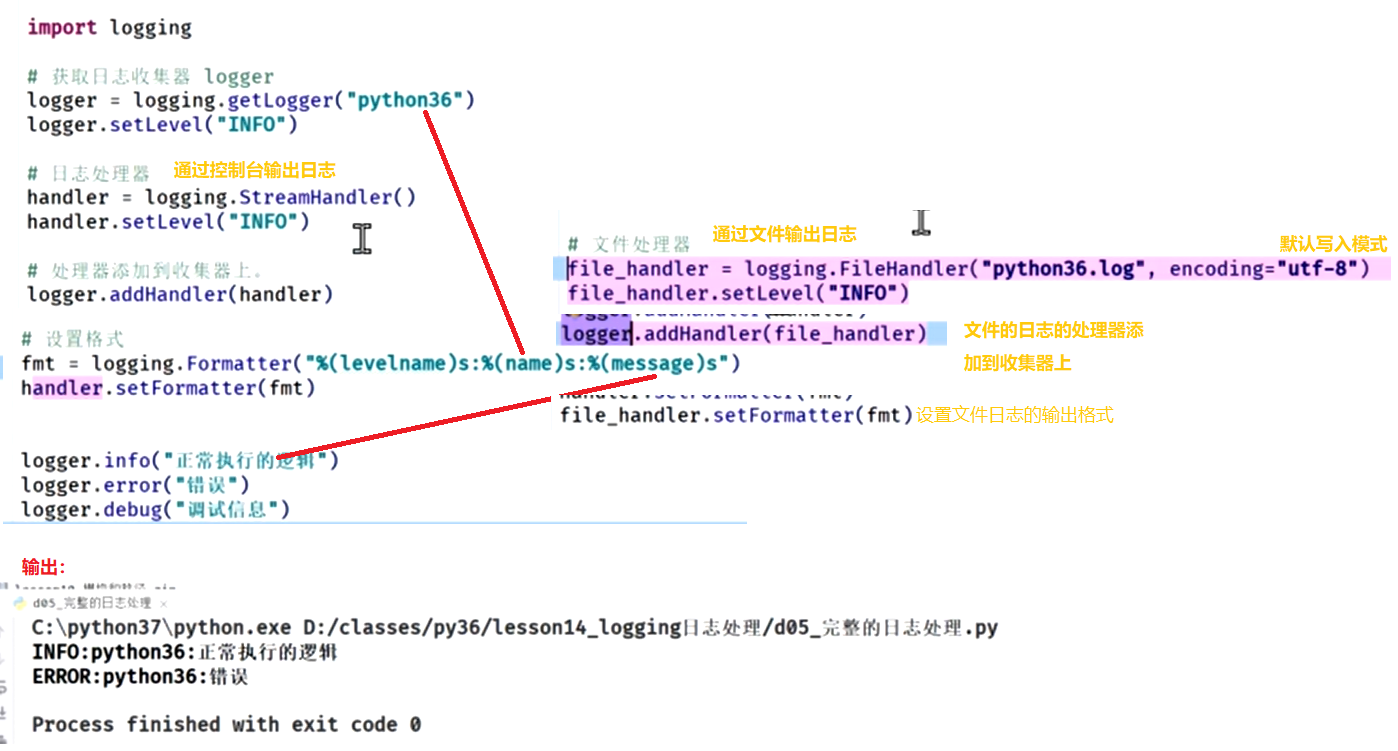 import logging
# 获取日志收集器 logger
logger = logging.getLogger("python36")
logger.setLevel("INFO")
# 日志处理器 通过控制台输出日志
handler = logging.StreamHandler()
handler.setLevel("INFO")
# 处理器添加到收集器上。
logger.addHandler(handler)
# 设置格式
fmt = logging.Formatter("%(levelname)s:%(name)s:%(message)s")
handler.setFormatter(fmt)
logger.info("正常执行的逻辑")
logger.error("错误")
logger.debug("调试信息")
# 文件处理器 通过文件输出日志
默认写入模式
file_handler = logging.FileHandler("python36.log", encoding="utf-8")
file_handler.setLevel("INFO")
logger.addHandler(file_handler) 文件的日志的处理器添
加到收集器上
handler.setFormatter(fmt)
file_handler.setFormatter(fmt) 设置文件日志的输出格式
输出：
d05_完整的日志处理 ×
C:\python37\python.exe D:/classes/py36/lesson14_logging日志处理/d05_完整的日志处理.py
INFO:python36:正常执行的逻辑
ERROR:python36:错误
Process finished with exit code 0